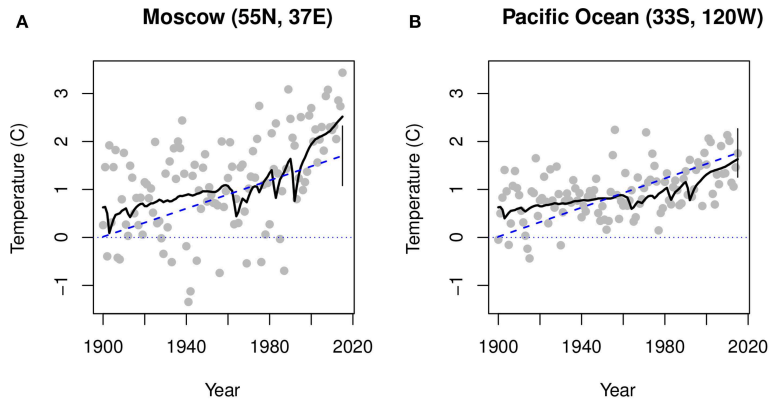 A
Moscow (55N, 37E)
Temperature (C)
3
2
1
0
−1
1900
1940
1980
2020
Year
B
Pacific Ocean (33S, 120W)
Temperature (C)
3
2
1
0
−1
1900
1940
1980
2020
Year